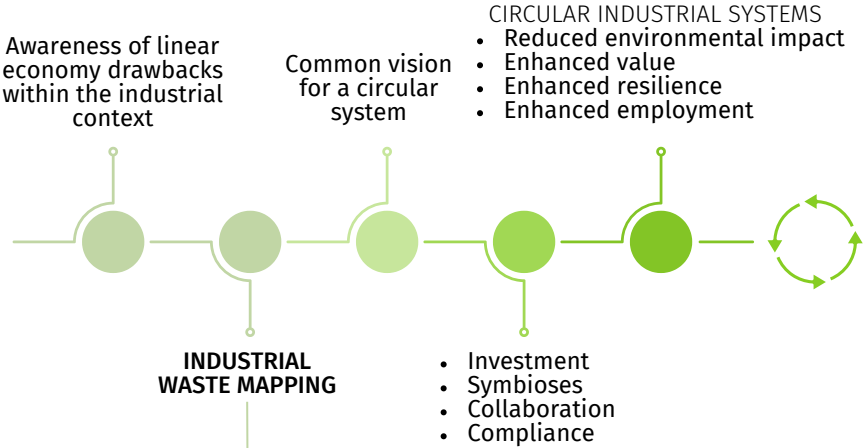 Awareness of linear
economy drawbacks
within the industrial
context
INDUSTRIAL
WASTE MAPPING
Common vision
for a circular
system
• Investment
• Symbioses
• Collaboration
• Compliance
CIRCULAR INDUSTRIAL SYSTEMS
• Reduced environmental impact
• Enhanced value
• Enhanced resilience
• Enhanced employment